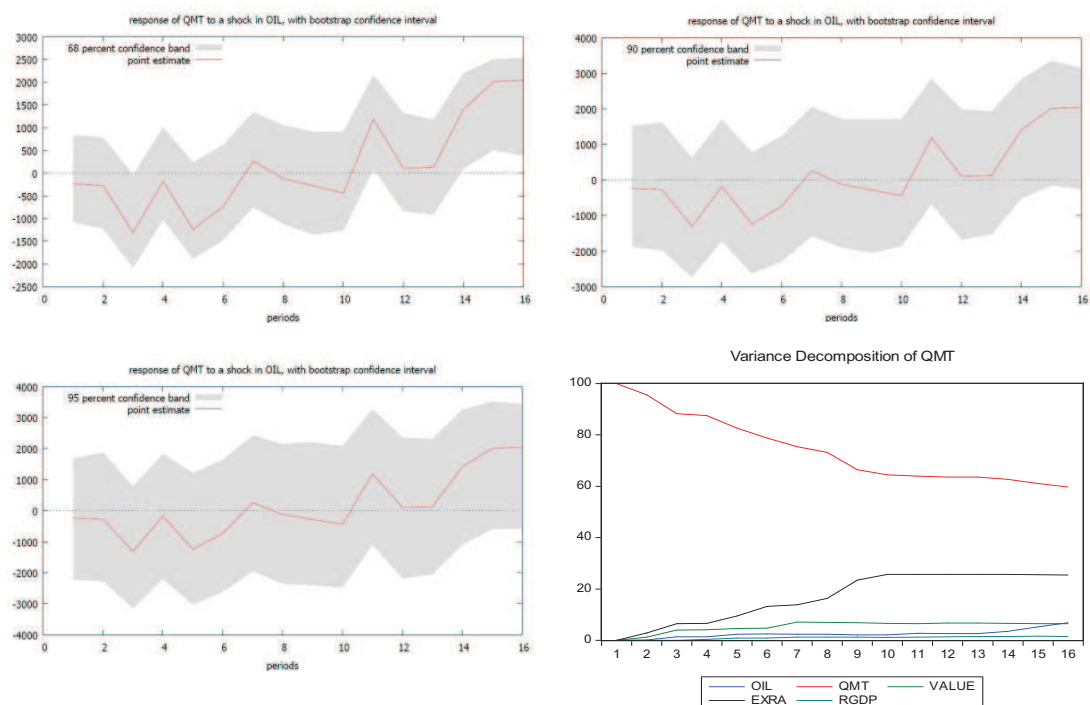 response of QMT to a shock in OIL, with bootstrap confidence interval
3000
2500
2000
1500
1000
500
0
-500
-1000
-1500
-2000
-2500
68 percent confidence band
point estimate
0 2 4 6 8 10 12 14 16
periods
response of QMT to a shock in OIL, with bootstrap confidence interval
4000
3000
2000
1000
0
-1000
-2000
-3000
90 percent confidence band
point estimate
0 2 4 6 8 10 12 14 16
periods
response of QMT to a shock in OIL, with bootstrap confidence interval
4000
3000
2000
1000
0
-1000
-2000
-3000
-4000
95 percent confidence band
point estimate
0 2 4 6 8 10 12 14 16
periods
Variance Decomposition of QMT
100
80
60
40
20
0
1 2 3 4 5 6 7 8 9 10 11 12 13 14 15 16
OIL QMT VALUE
EXRA RGDP